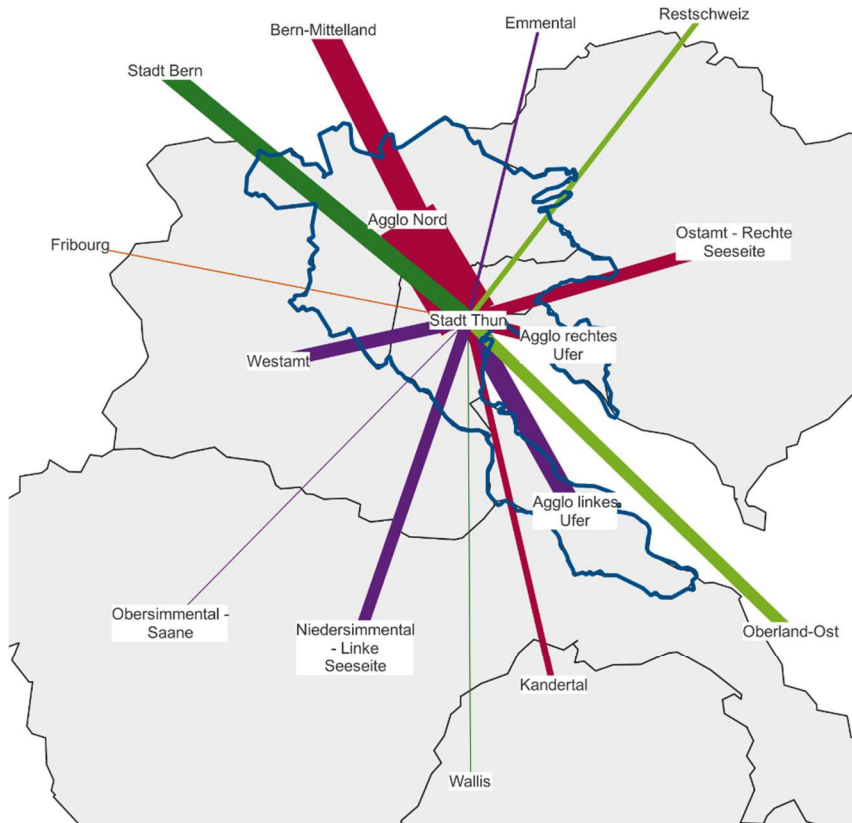 Restschweiz
Emmental
Bern-Mittelland
Stadt Bern
Agglo Nord
Ostamt - Rechte
Seeseite
Fribourg
Stadt Thun
Agglo rechtes
Ufer
Westamt
Agglo linkes
Ufer
Obersimmental -
Saane
Niedersimmental
- Linke
Seeseite
Oberland-Ost
Kandertal
Wallis